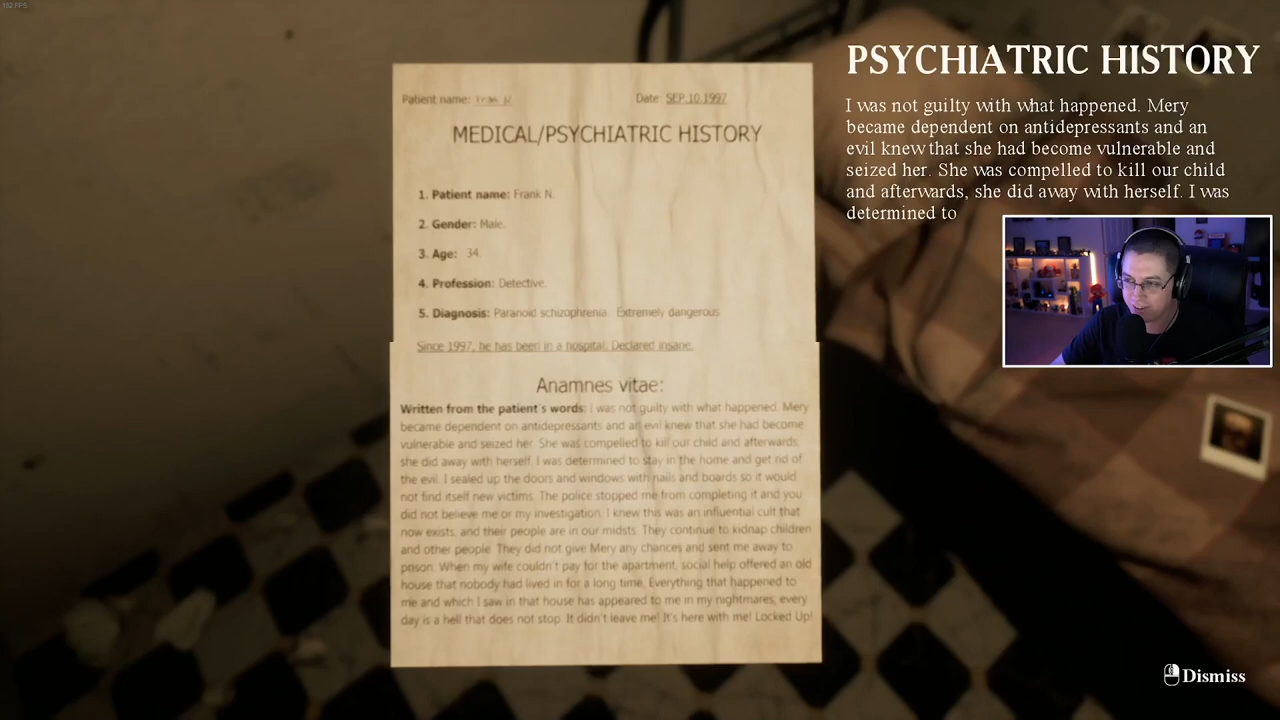 182 FPS
Patient name: Frank N.
Date: SEP.10.1997
MEDICAL/PSYCHIATRIC HISTORY
1. Patient name: Frank N.
2. Gender: Male.
3. Age: 34.
4. Profession: Detective.
5. Diagnosis: Paranoid schizophrenia. Extremely dangerous
Since 1997, he has been in a hospital. Declared insane.
Anamnes vitae:
Written from the patient's words: I was not guilty with what happened. Mery
became dependent on antidepressants and an evil knew that she had become
vulnerable and seized her. She was compelled to kill our child and afterwards,
she did away with herself. I was determined to stay in the home and get rid of
the evil. I sealed up the doors and windows with nails and boards so it would
not find itself new victims. The police stopped me from completing it and you
did not believe me or my investigation. I knew this was an influential cult that
now exists, and their people are in our midsts. They continue to kidnap children
and other people. They did not give Mery any chances and sent me away to
prison. When my wife couldn't pay for the apartment, social help offered an old
house that nobody had lived in for a long time. Everything that happened to
me and which I saw in that house has appeared to me in my nightmares; every
day is a hell that does not stop. It didn't leave me! It's here with me! Locked Up!
PSYCHIATRIC HISTORY
I was not guilty with what happened. Mery
became dependent on antidepressants and an
evil knew that she had become vulnerable and
seized her. She was compelled to kill our child
and afterwards, she did away with herself. I was
determined to
Dismiss